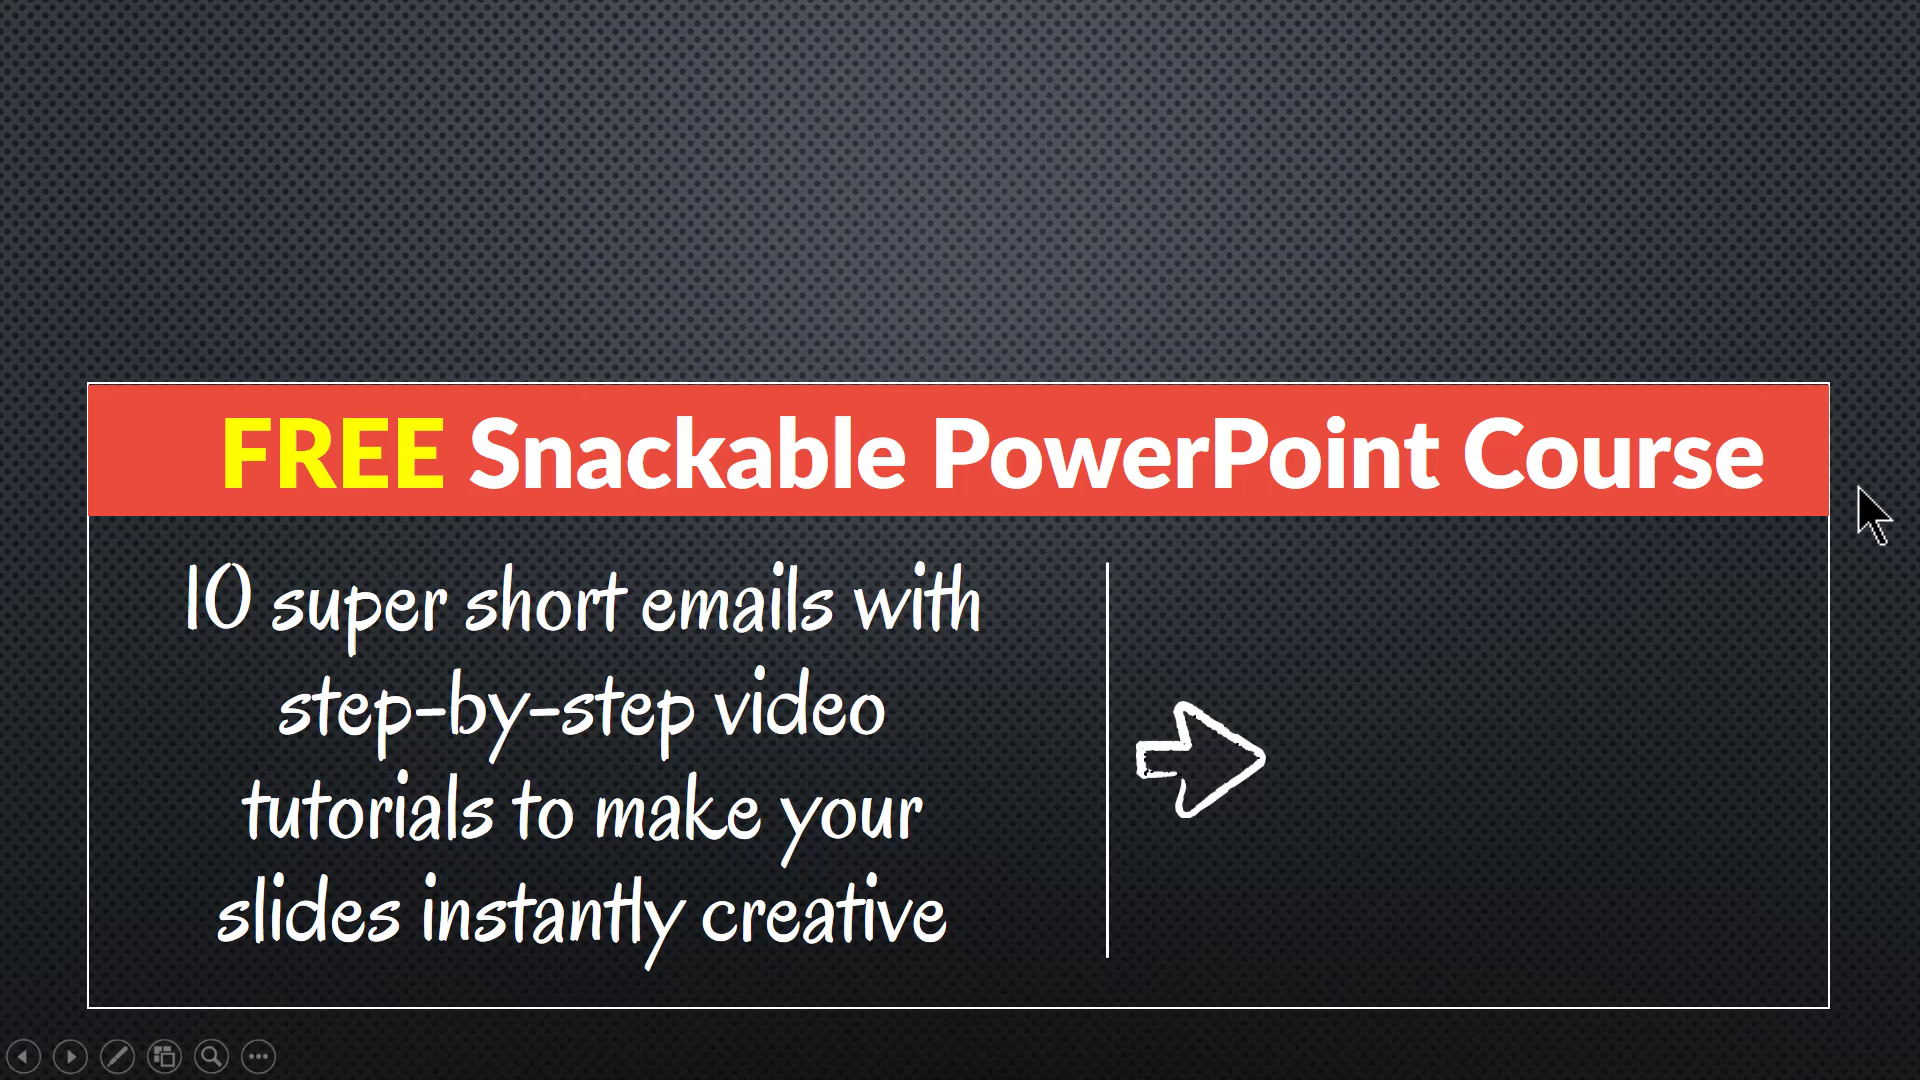 FREE Snackable PowerPoint Course
10 super short emails with
step-by-step video
tutorials to make your
slides instantly creative